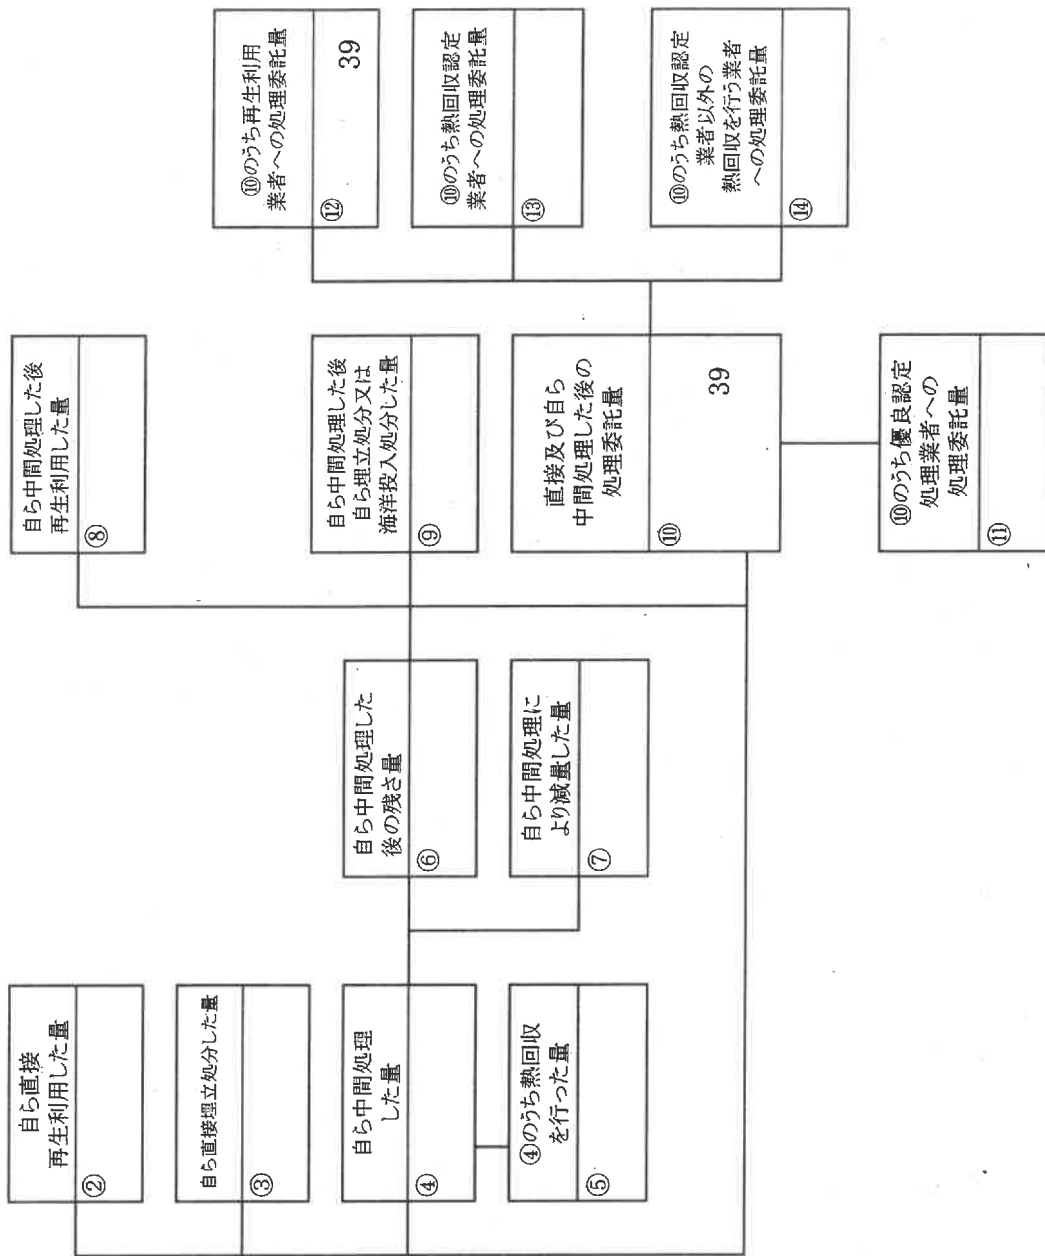 自ら直接
再生利用した量
②
自ら直接埋立処分した量
③
自ら中間処理
した量
④
④のうち熱回収
を行った量
⑤
自ら中間処理した
後の残さ量
⑥
自ら中間処理に
より減量した量
⑦
自ら中間処理した後
再生利用した量
⑧
自ら中間処理した後
自ら埋立処分又は
海洋投入処分した量
⑨
直接及び自ら
中間処理した後の
処理委託量
⑩
39
⑩のうち優良認定
処理業者への
処理委託量
⑪
⑩のうち再生利用
業者への処理委託量
⑫
39
⑩のうち熱回収認定
業者への処理委託量
⑬
⑩のうち熱回収認定
業者以外の
熱回収を行う業者
への処理委託量
⑭